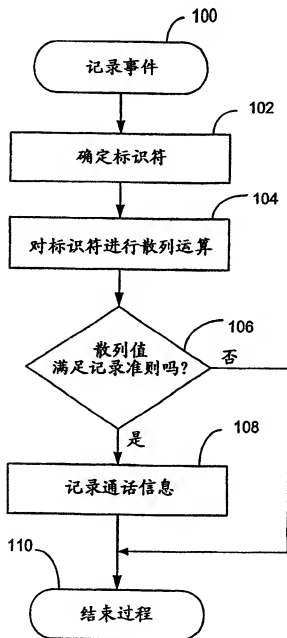 100
记录事件
102
确定标识符
104
对标识符进行散列运算
106
散列值
满足记录准则吗?
否
是
108
记录通话信息
110
结束过程